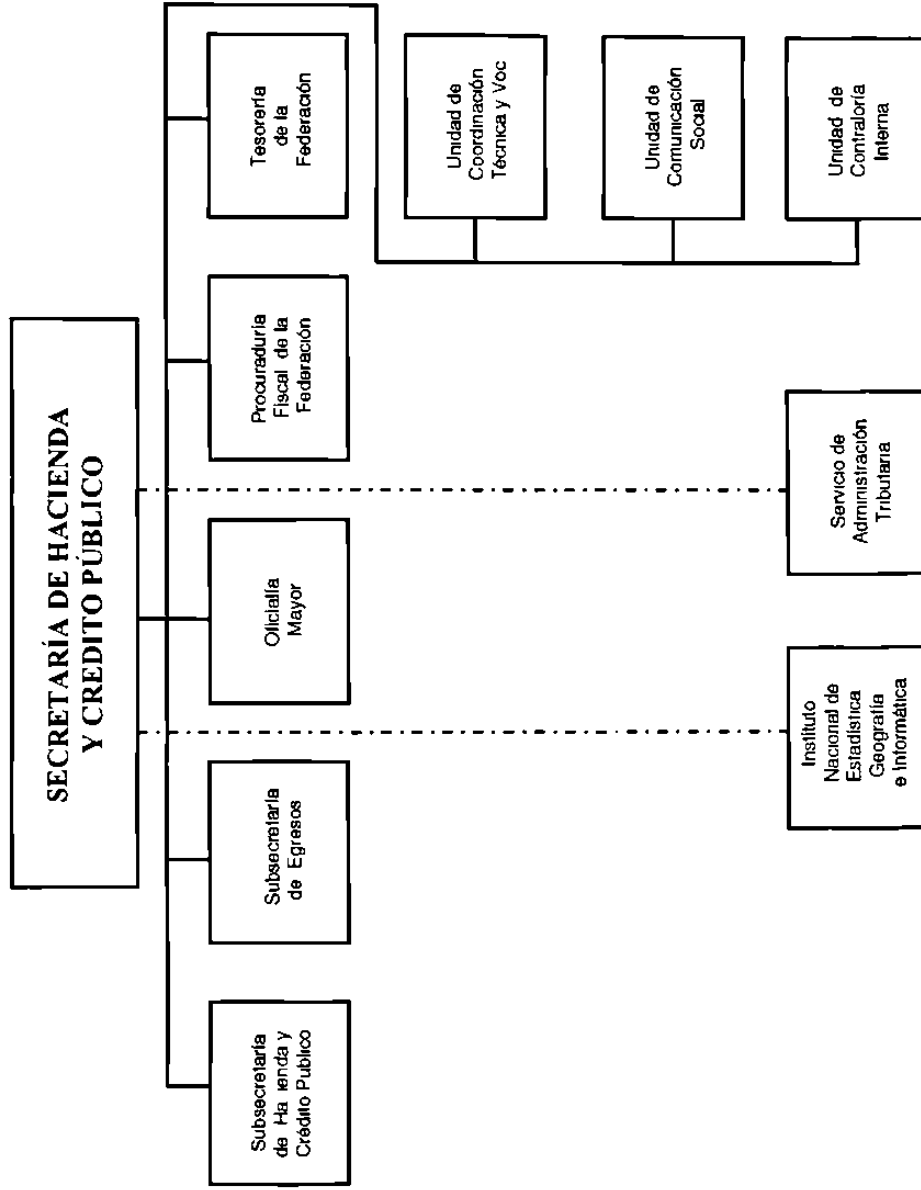 SECRETARÍA DE HACIENDA
Y CREDITO PÚBLICO
Subsecretaría
de Ha ienda y
Crédito Publico
Subsecretaría
de Egresos
Oficialía
Mayor
Procuraduría
Fiscal de la
Federación
Tesorería
de la
Federación
Unidad de
Coordinación
Técnica y Voc
Unidad de
Comunicación
Social
Unidad de
Contraloría
Interna
Instituto
Nacional de
Estadística
Geografía
e Informática
Servicio de
Administración
Tributaria